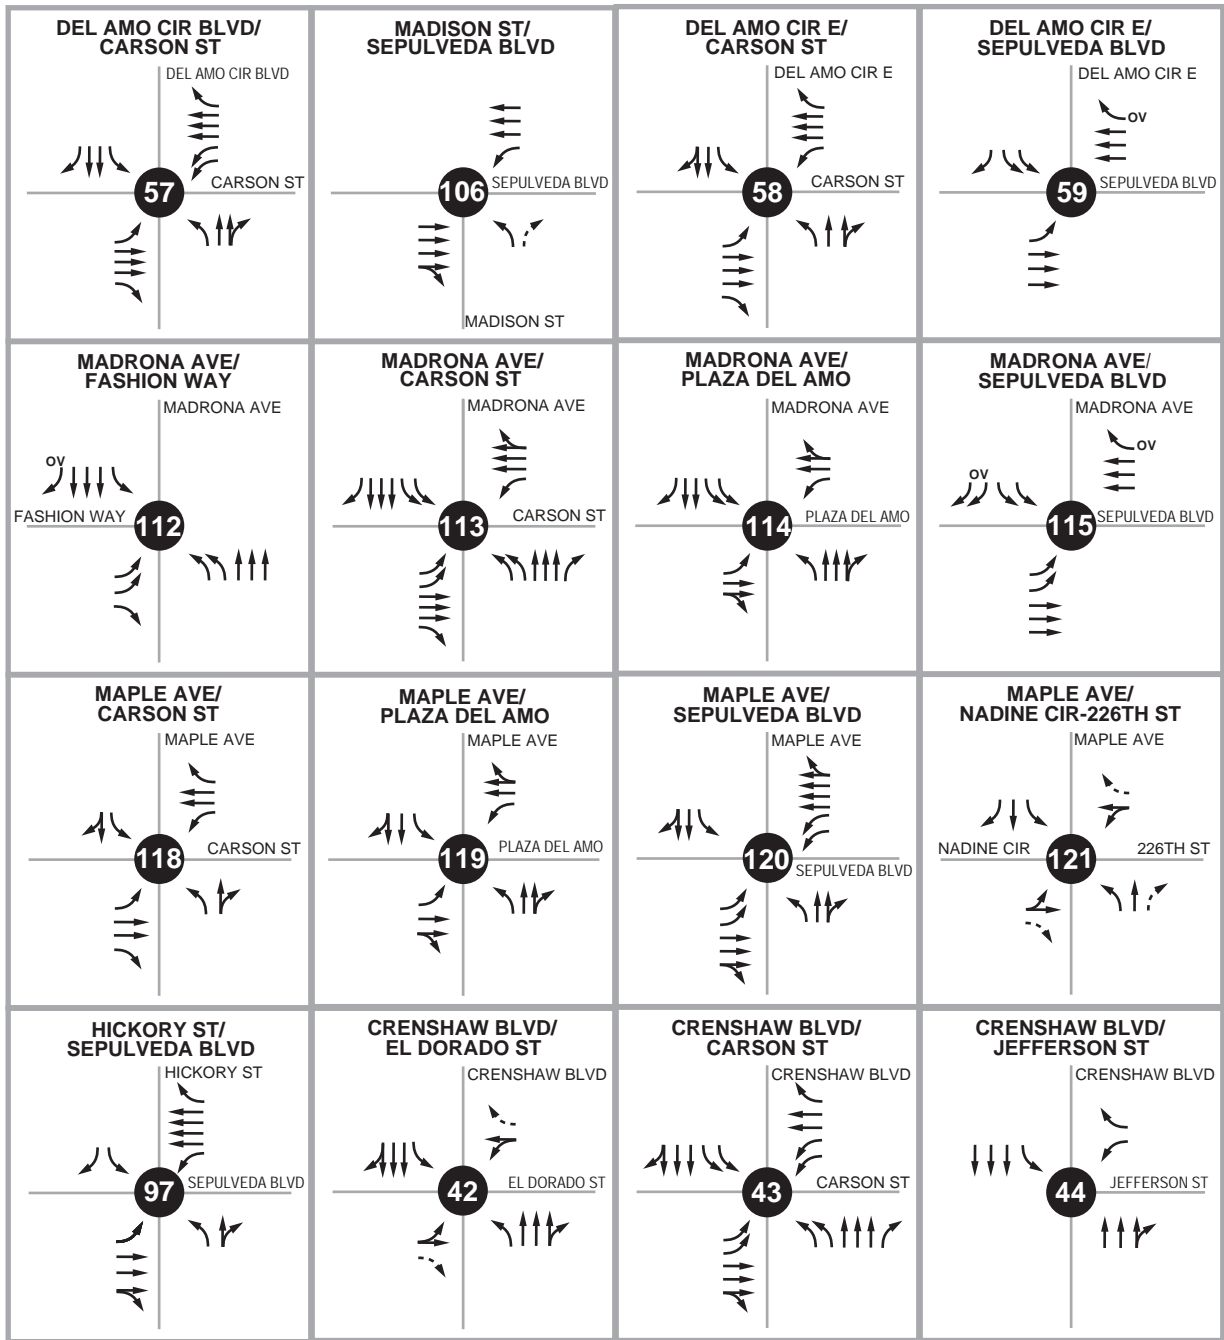 DEL AMO CIR BLVD/
CARSON ST
DEL AMO CIR BLVD
57
CARSON ST
MADISON ST/
SEPULVEDA BLVD
106
SEPULVEDA BLVD
MADISON ST
DEL AMO CIR E/
CARSON ST
DEL AMO CIR E
58
CARSON ST
DEL AMO CIR E/
SEPULVEDA BLVD
DEL AMO CIR E
OV
59
SEPULVEDA BLVD
MADRONA AVE/
FASHION WAY
MADRONA AVE
OV
FASHION WAY
112
MADRONA AVE/
CARSON ST
MADRONA AVE
113
CARSON ST
MADRONA AVE/
PLAZA DEL AMO
MADRONA AVE
114
PLAZA DEL AMO
MADRONA AVE/
SEPULVEDA BLVD
MADRONA AVE
OV
OV
115
SEPULVEDA BLVD
MAPLE AVE/
CARSON ST
MAPLE AVE
118
CARSON ST
MAPLE AVE/
PLAZA DEL AMO
MAPLE AVE
119
PLAZA DEL AMO
MAPLE AVE/
SEPULVEDA BLVD
MAPLE AVE
120
SEPULVEDA BLVD
MAPLE AVE/
NADINE CIR-226TH ST
MAPLE AVE
NADINE CIR
121
226TH ST
HICKORY ST/
SEPULVEDA BLVD
HICKORY ST
97
SEPULVEDA BLVD
CRENSHAW BLVD/
EL DORADO ST
CRENSHAW BLVD
42
EL DORADO ST
CRENSHAW BLVD/
CARSON ST
CRENSHAW BLVD
43
CARSON ST
CRENSHAW BLVD/
JEFFERSON ST
CRENSHAW BLVD
44
JEFFERSON ST